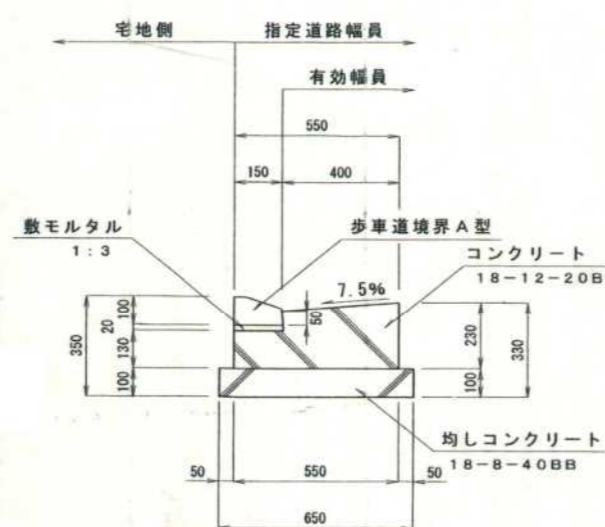 宅地側
指定道路幅員
有効幅員
550
150
400
敷モルタル
1:3
歩車道境界A型
コンクリート
18-12-20B
7.5%
50
350
100
20
130
100
230
100
330
均しコンクリート
18-8-40BB
50
550
50
650